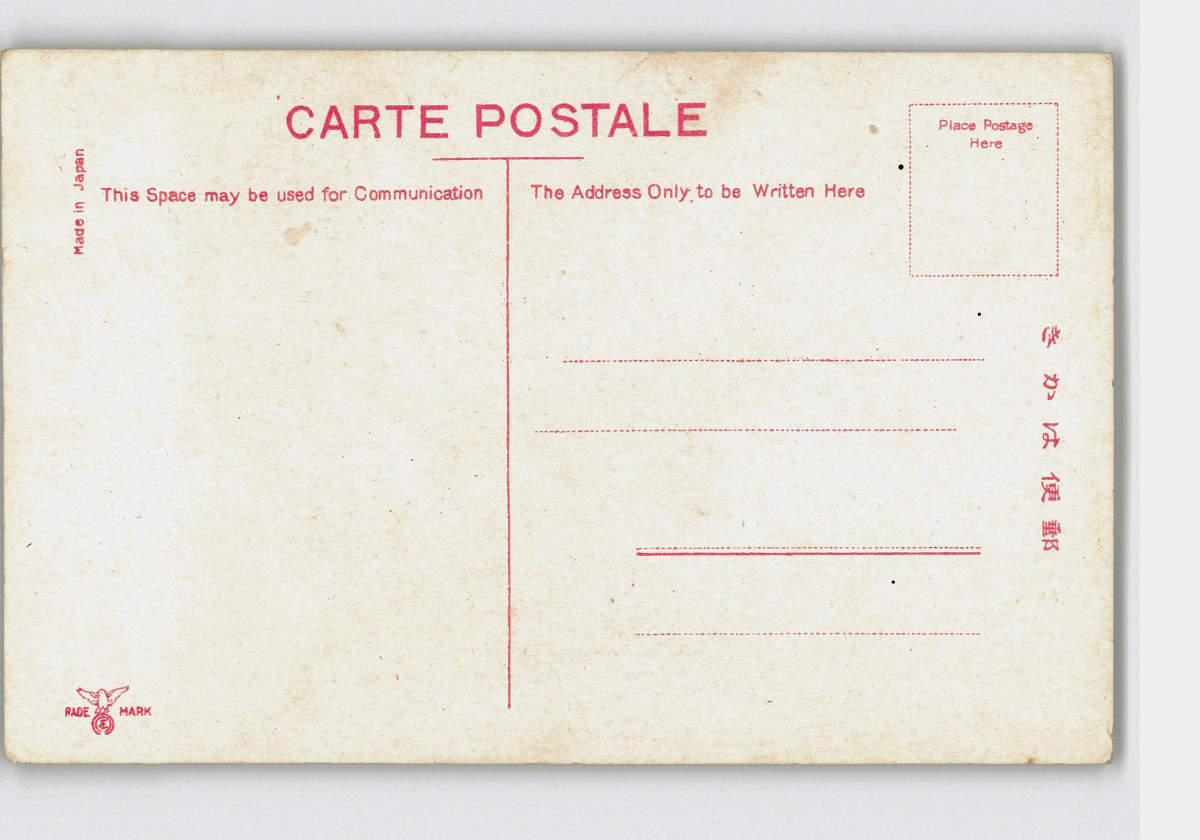 CARTE POSTALE
Made in Japan
This Space may be used for Communication
The Address Only to be Written Here
Place Postage
Here
きかは便郵
RADE MARK